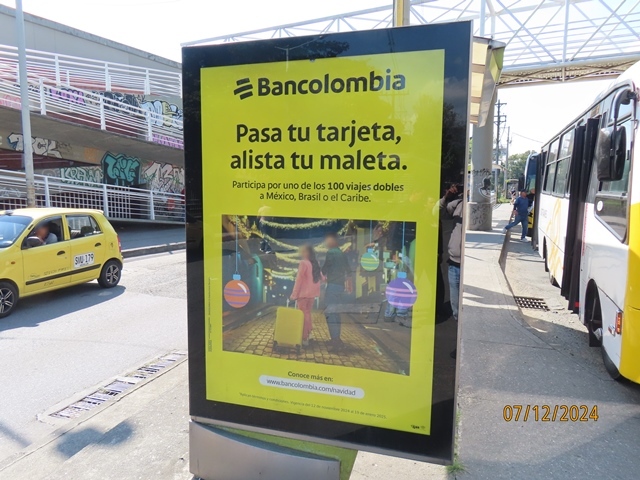 Bancolombia
Pasa tu tarjeta,
alista tu maleta.
Participa por uno de los 100 viajes dobles
a México, Brasil o el Caribe.
Conoce más en:
www.bancolombia.com/navidad
SVU 179
07/12/2024